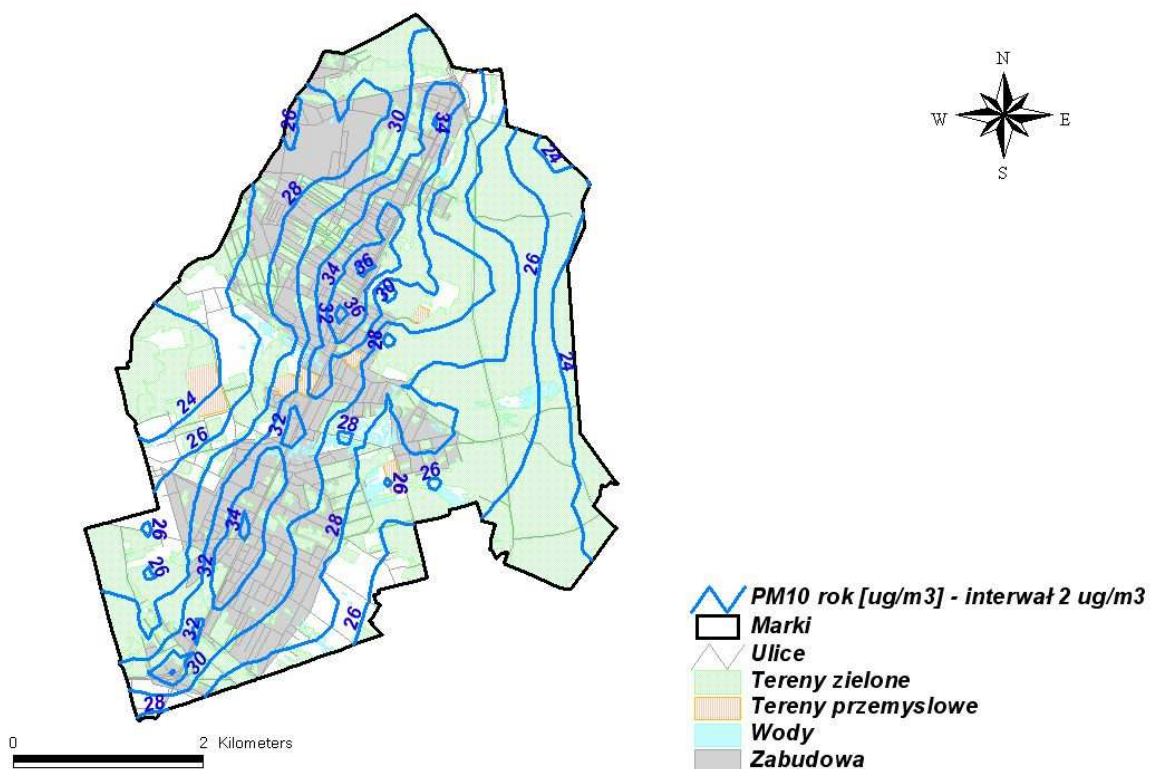 N
W E
S
26
30
34
24
28
26
34
36
30
32
36
28
24
24
26
32
28
26
26
34
28
26
26
32
26
32
30
28
PM10 rok [ug/m3] - interwał 2 ug/m3
Marki
Ulice
Tereny zielone
Tereny przemyslowe
Wody
Zabudowa
0 2 Kilometers